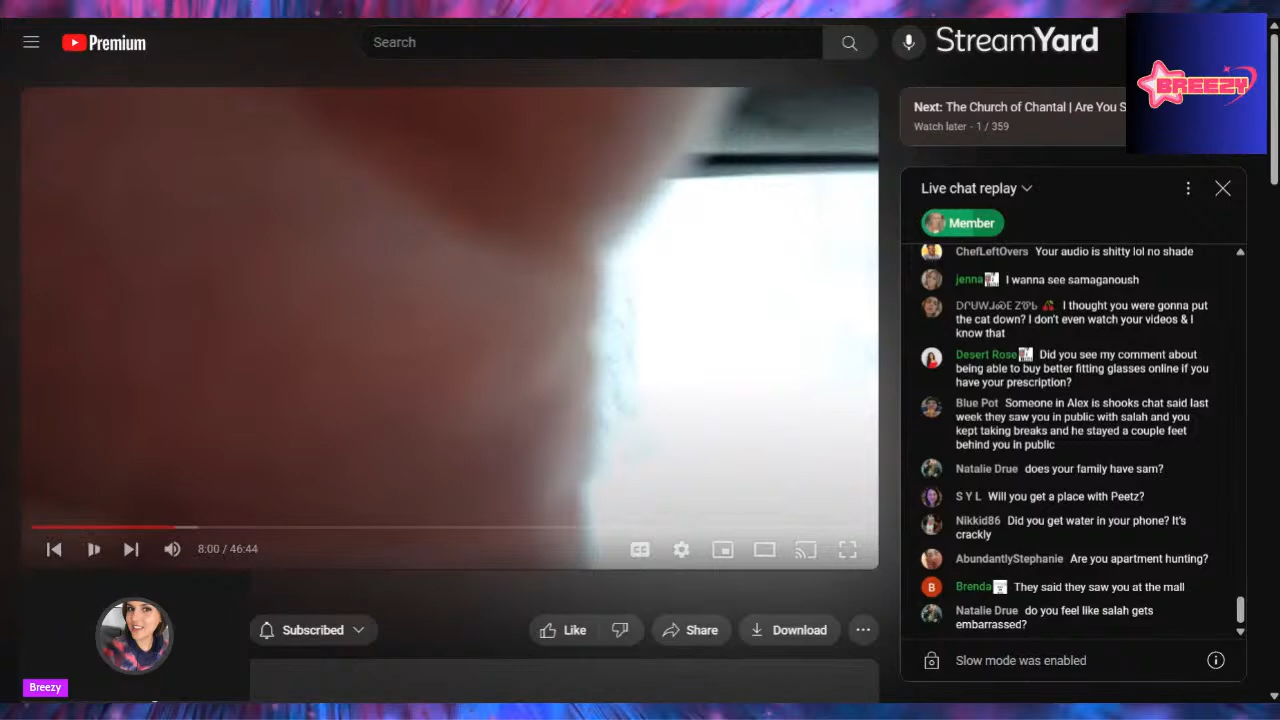 Premium
Search
StreamYard
BREEZY
Next: The Church of Chantal | Are You S
Watch later - 1 / 359
Live chat replay
Member
ChefLeftOvers Your audio is shitty lol no shade
jenna I wanna see samaganoush
I thought you were gonna put
the cat down? I don't even watch your videos & I
know that
Desert Rose Did you see my comment about
being able to buy better fitting glasses online if you
have your prescription?
Blue Pot Someone in Alex is shooks chat said last
week they saw you in public with salah and you
kept taking breaks and he stayed a couple feet
behind you in public
Natalie Drue does your family have sam?
S Y L Will you get a place with Peetz?
Nikkid86 Did you get water in your phone? It's
crackly
AbundantlyStephanie Are you apartment hunting?
B
Brenda They said they saw you at the mall
Natalie Drue do you feel like salah gets
embarrassed?
Slow mode was enabled
8:00 / 46:44
CC
Subscribed
Like
Share
Download
Breezy